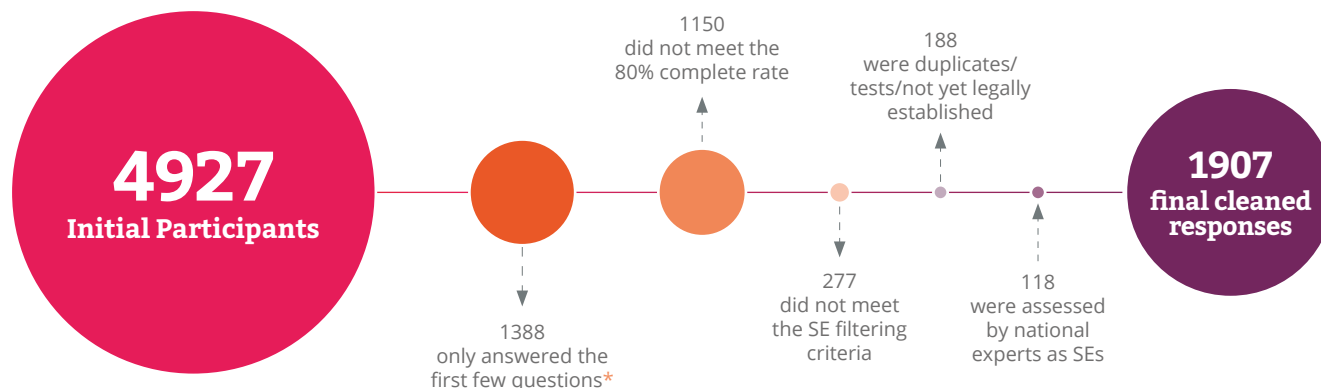 4927
Initial Participants
1388
only answered the
first few questions*
1150
did not meet the
80% complete rate
277
did not meet
the SE filtering
criteria
188
were duplicates/
tests/not yet legally
established
118
were assessed
by national
experts as SEs
1907
final cleaned
responses